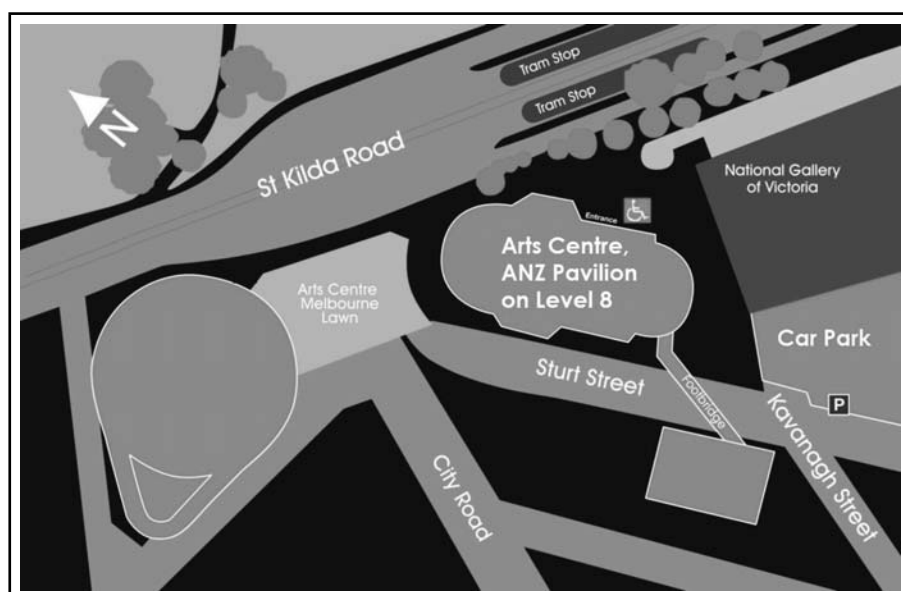 Tram Stop
Tram Stop
N
St Kilda Road
National Gallery
of Victoria
Entrance
Arts Centre,
ANZ Pavilion
on Level 8
Arts Centre
Melbourne
Lawn
Car Park
Sturt Street
Footbridge
P
Kavanagh Street
City Road